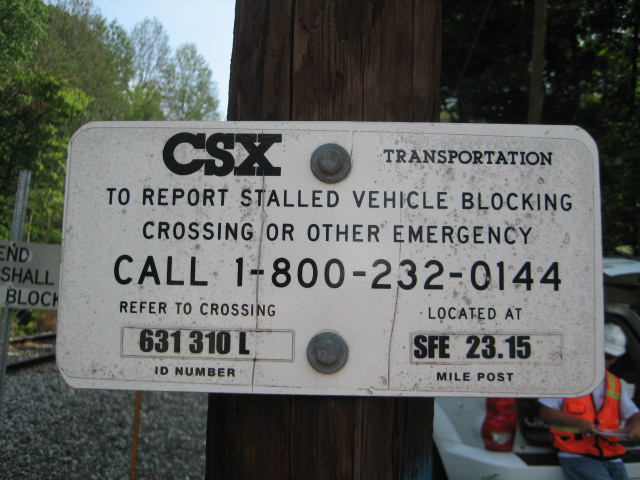 CSX TRANSPORTATION
TO REPORT STALLED VEHICLE BLOCKING
CROSSING OR OTHER EMERGENCY
CALL 1-800-232-0144
REFER TO CROSSING
631 310 L
ID NUMBER
LOCATED AT
SFE 23.15
MILE POST
END
SHALL
BLOCK